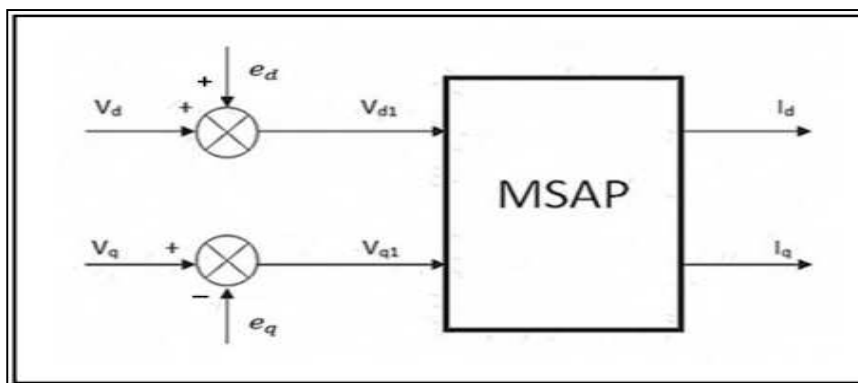 + e_d
V_d + V_d1 I_d
MSAP
V_q + V_q1 I_q
− e_q